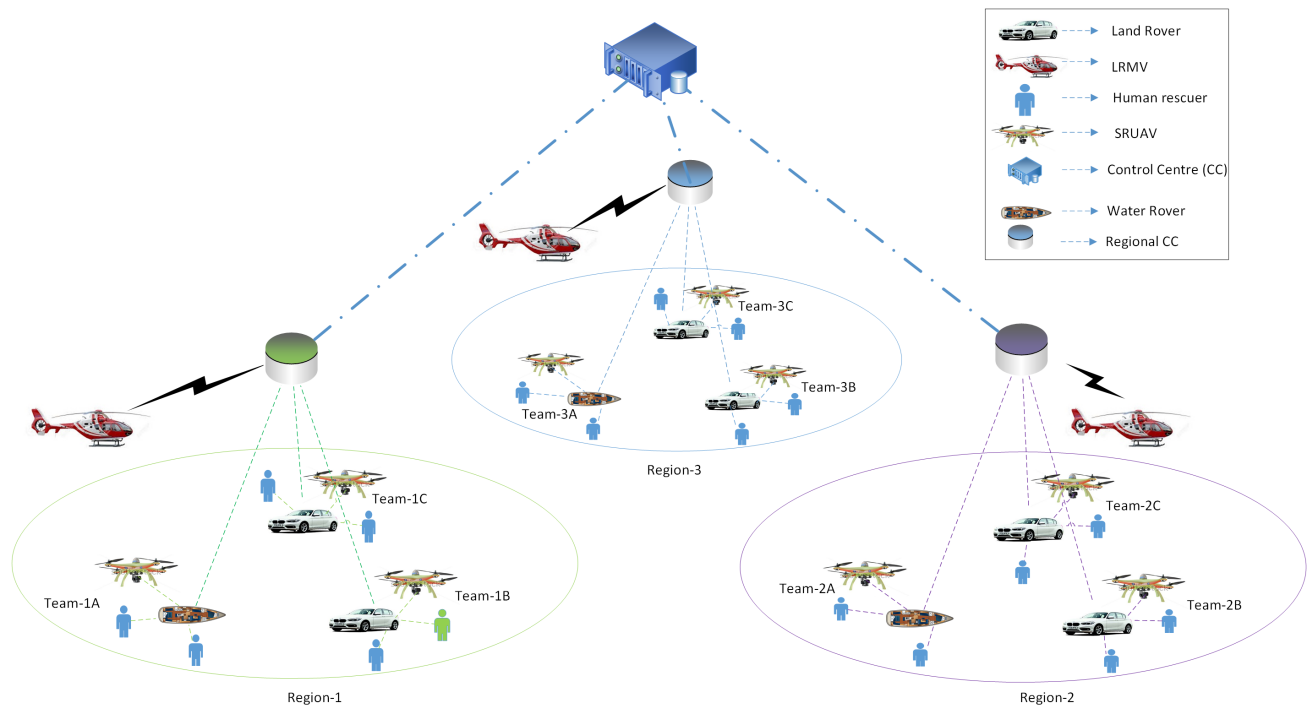 Land Rover
LRMV
Human rescuer
SRUAV
Control Centre (CC)
Water Rover
Regional CC
Team-3C
Team-3B
Team-3A
Region-3
Team-1C
Team-1A
Team-1B
Region-1
Team-2C
Team-2A
Team-2B
Region-2